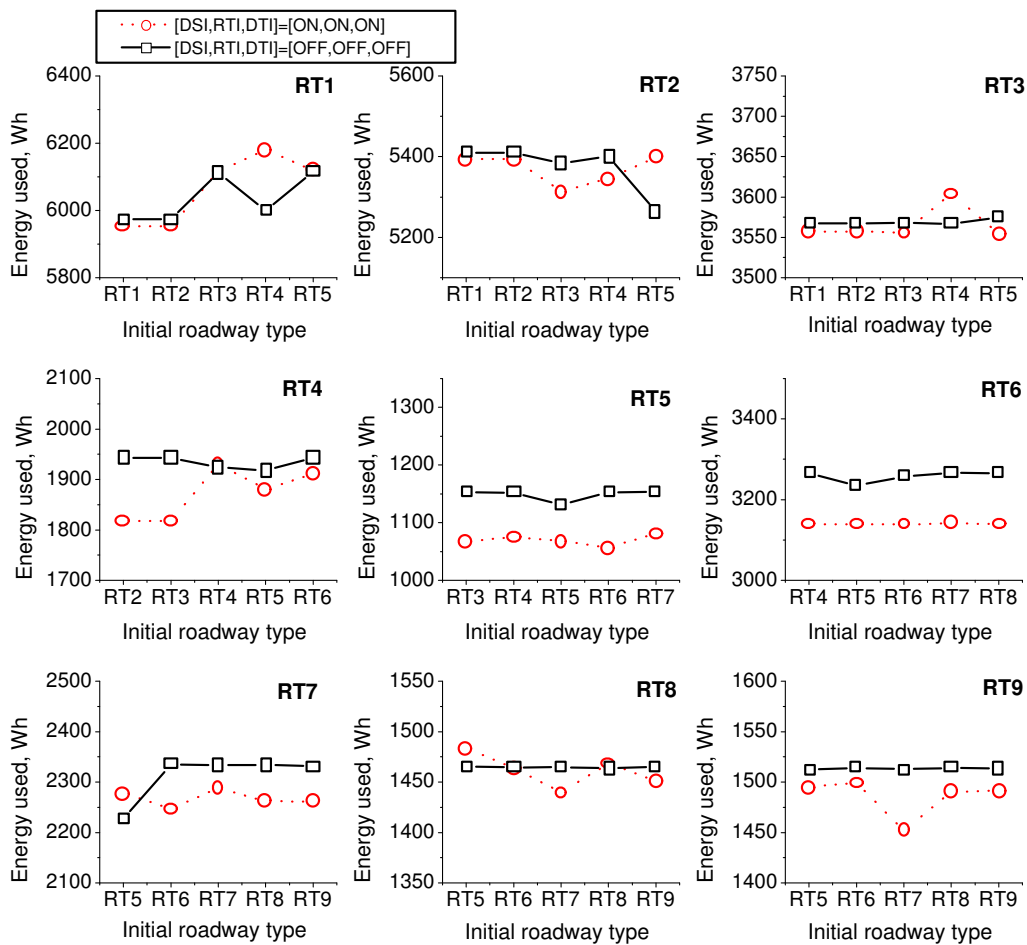 [DSI,RTI,DTI]=[ON,ON,ON]
[DSI,RTI,DTI]=[OFF,OFF,OFF]
RT1
Energy used, Wh
6400
6200
6000
5800
RT1 RT2 RT3 RT4 RT5
Initial roadway type
RT2
Energy used, Wh
5600
5400
5200
RT1 RT2 RT3 RT4 RT5
Initial roadway type
RT3
Energy used, Wh
3750
3700
3650
3600
3550
3500
RT1 RT2 RT3 RT4 RT5
Initial roadway type
RT4
Energy used, Wh
2100
2000
1900
1800
1700
RT2 RT3 RT4 RT5 RT6
Initial roadway type
RT5
Energy used, Wh
1300
1200
1100
1000
RT3 RT4 RT5 RT6 RT7
Initial roadway type
RT6
Energy used, Wh
3400
3200
3000
RT4 RT5 RT6 RT7 RT8
Initial roadway type
RT7
Energy used, Wh
2500
2400
2300
2200
2100
RT5 RT6 RT7 RT8 RT9
Initial roadway type
RT8
Energy used, Wh
1550
1500
1450
1400
1350
RT5 RT6 RT7 RT8 RT9
Initial roadway type
RT9
Energy used, Wh
1600
1550
1500
1450
1400
RT5 RT6 RT7 RT8 RT9
Initial roadway type